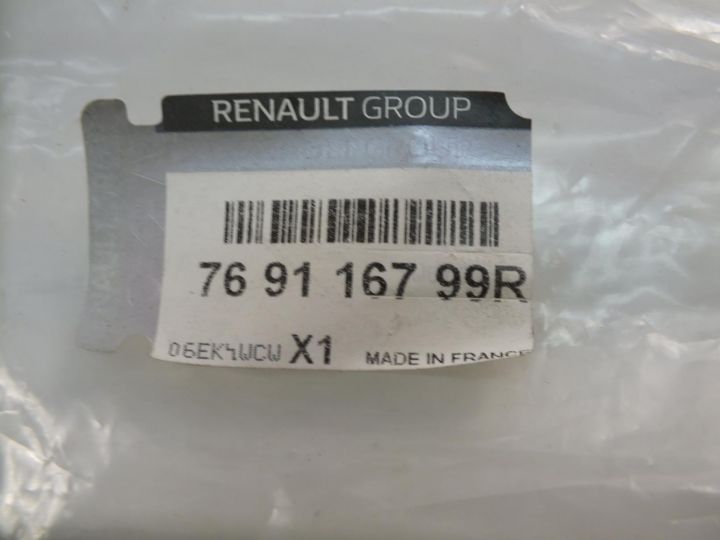 RENAULT GROUP
76 91 167 99R
06EK4WCW X1 MADE IN FRANCE